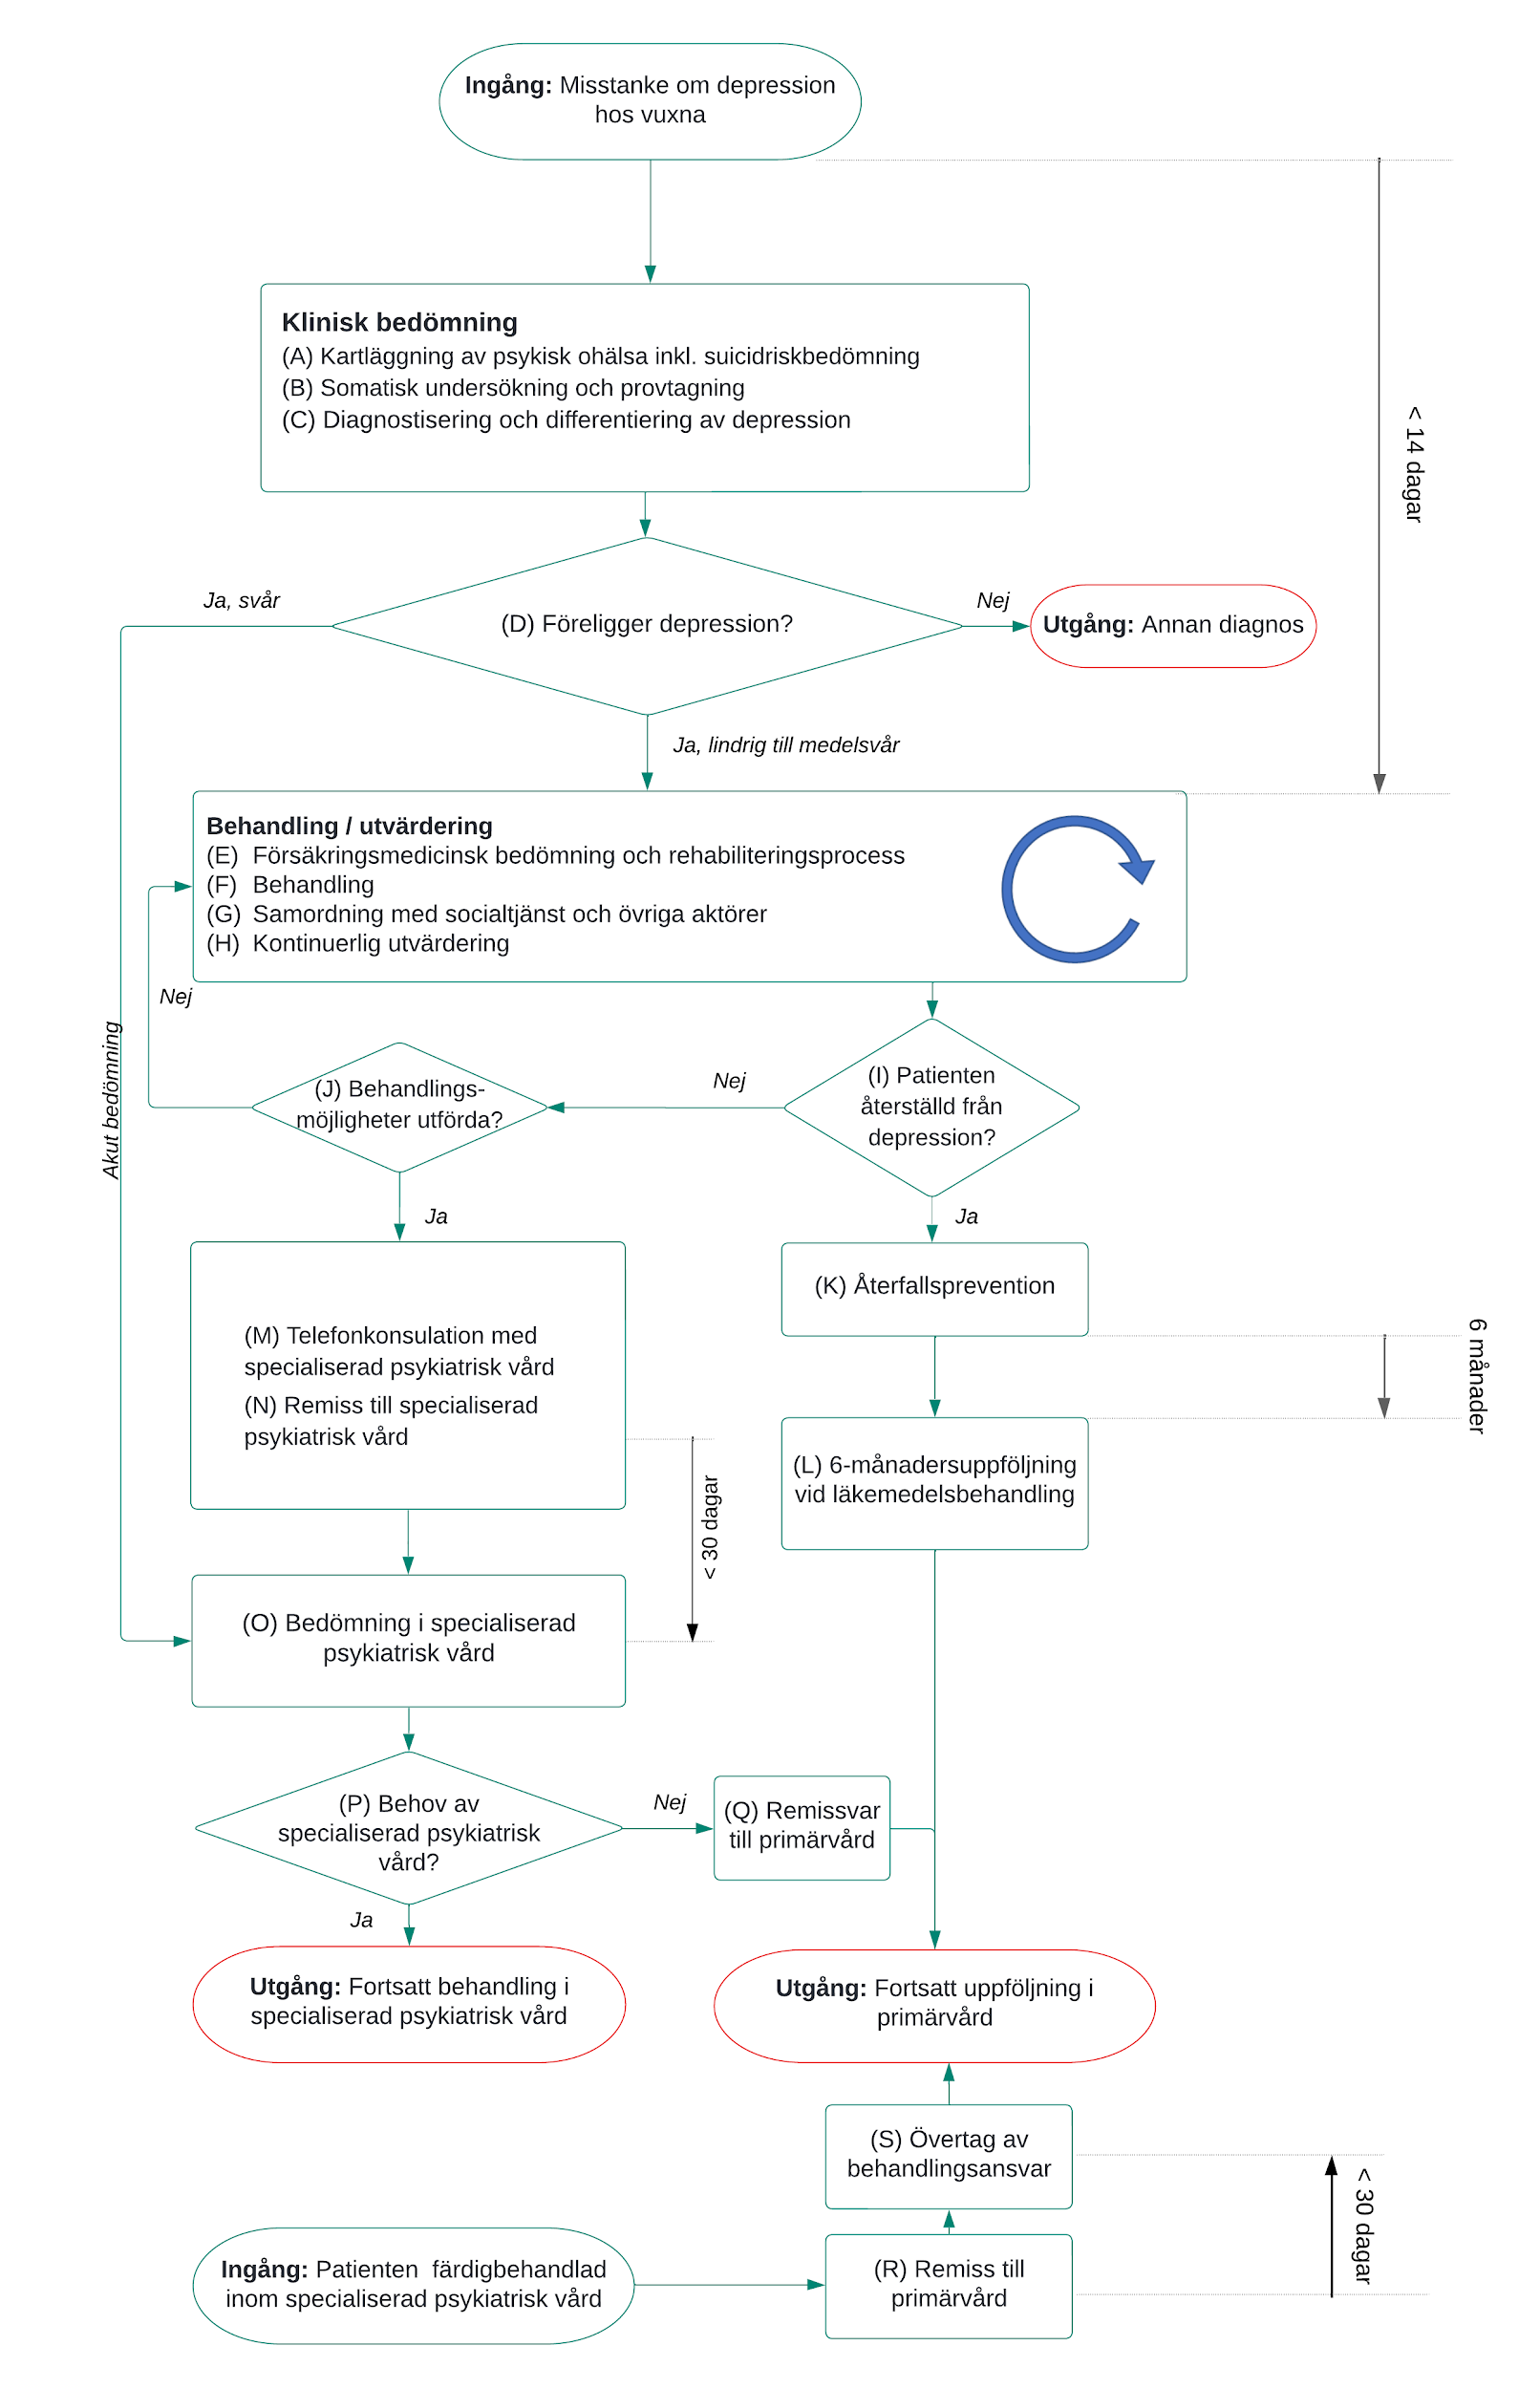 Ingång: Misstanke om depression
hos vuxna
Klinisk bedömning
(A) Kartläggning av psykisk ohälsa inkl. suicidriskbedömning
(B) Somatisk undersökning och provtagning
(C) Diagnostisering och differentiering av depression
< 14 dagar
Ja, svår
(D) Föreligger depression?
Nej
Utgång: Annan diagnos
Ja, lindrig till medelsvår
Behandling / utvärdering
(E) Försäkringsmedicinsk bedömning och rehabiliteringsprocess
(F) Behandling
(G) Samordning med socialtjänst och övriga aktörer
(H) Kontinuerlig utvärdering
Nej
Akut bedömning
(J) Behandlings-
möjligheter utförda?
Nej
(I) Patienten
återställd från
depression?
Ja
Ja
(K) Återfallsprevention
(M) Telefonkonsulation med
specialiserad psykiatrisk vård
(N) Remiss till specialiserad
psykiatrisk vård
6 månader
(L) 6-månadersuppföljning
vid läkemedelsbehandling
< 30 dagar
(O) Bedömning i specialiserad
psykiatrisk vård
(P) Behov av
specialiserad psykiatrisk
vård?
Nej
(Q) Remissvar
till primärvård
Ja
Utgång: Fortsatt behandling i
specialiserad psykiatrisk vård
Utgång: Fortsatt uppföljning i
primärvård
(S) Övertag av
behandlingsansvar
< 30 dagar
Ingång: Patienten färdigbehandlad
inom specialiserad psykiatrisk vård
(R) Remiss till
primärvård